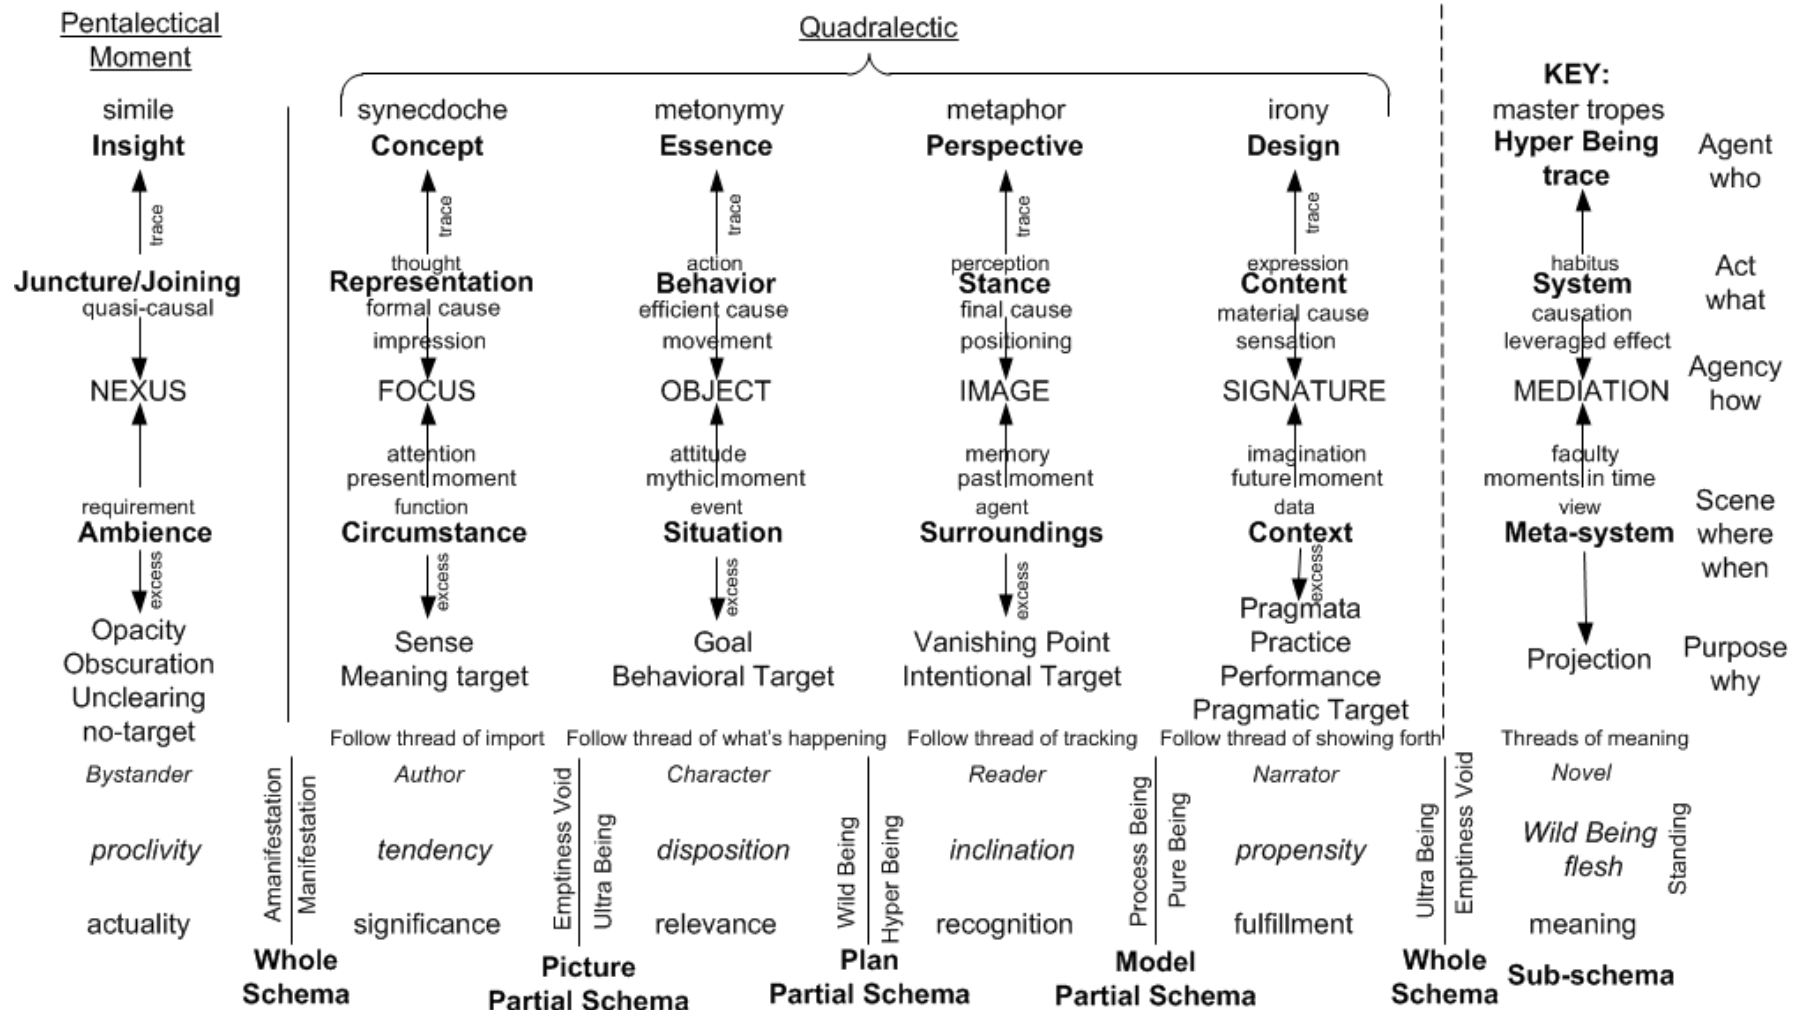 Pentalectical
Moment
Quadralectic
KEY:
simile
synecdoche
metonymy
metaphor
irony
master tropes
Insight
Concept
Essence
Perspective
Design
Hyper Being
trace
Agent
who
trace
trace
trace
trace
trace
thought
action
perception
expression
habitus
Juncture/Joining
Representation
Behavior
Stance
Content
System
Act
what
quasi-causal
formal cause
efficient cause
final cause
material cause
causation
impression
movement
positioning
sensation
leveraged effect
NEXUS
FOCUS
OBJECT
IMAGE
SIGNATURE
MEDIATION
Agency
how
attention
attitude
memory
imagination
faculty
present moment
mythic moment
past moment
future moment
moments in time
requirement
function
event
agent
data
view
Ambience
Circumstance
Situation
Surroundings
Context
Meta-system
Scene
where
when
excess
excess
excess
excess
excess
Opacity
Obscuration
Unclearing
no-target
Sense
Meaning target
Goal
Behavioral Target
Vanishing Point
Intentional Target
Pragmata
Practice
Performance
Pragmatic Target
Projection
Purpose
why
Follow thread of import
Follow thread of what's happening
Follow thread of tracking
Follow thread of showing forth
Threads of meaning
Bystander
Author
Character
Reader
Narrator
Novel
Amanifestation
Manifestation
Emptiness Void
Ultra Being
Wild Being
Hyper Being
Process Being
Pure Being
Ultra Being
Emptiness Void
proclivity
tendency
disposition
inclination
propensity
Wild Being
flesh
Standing
actuality
significance
relevance
recognition
fulfillment
meaning
Whole
Schema
Picture
Partial Schema
Plan
Partial Schema
Model
Partial Schema
Whole
Schema
Sub-schema